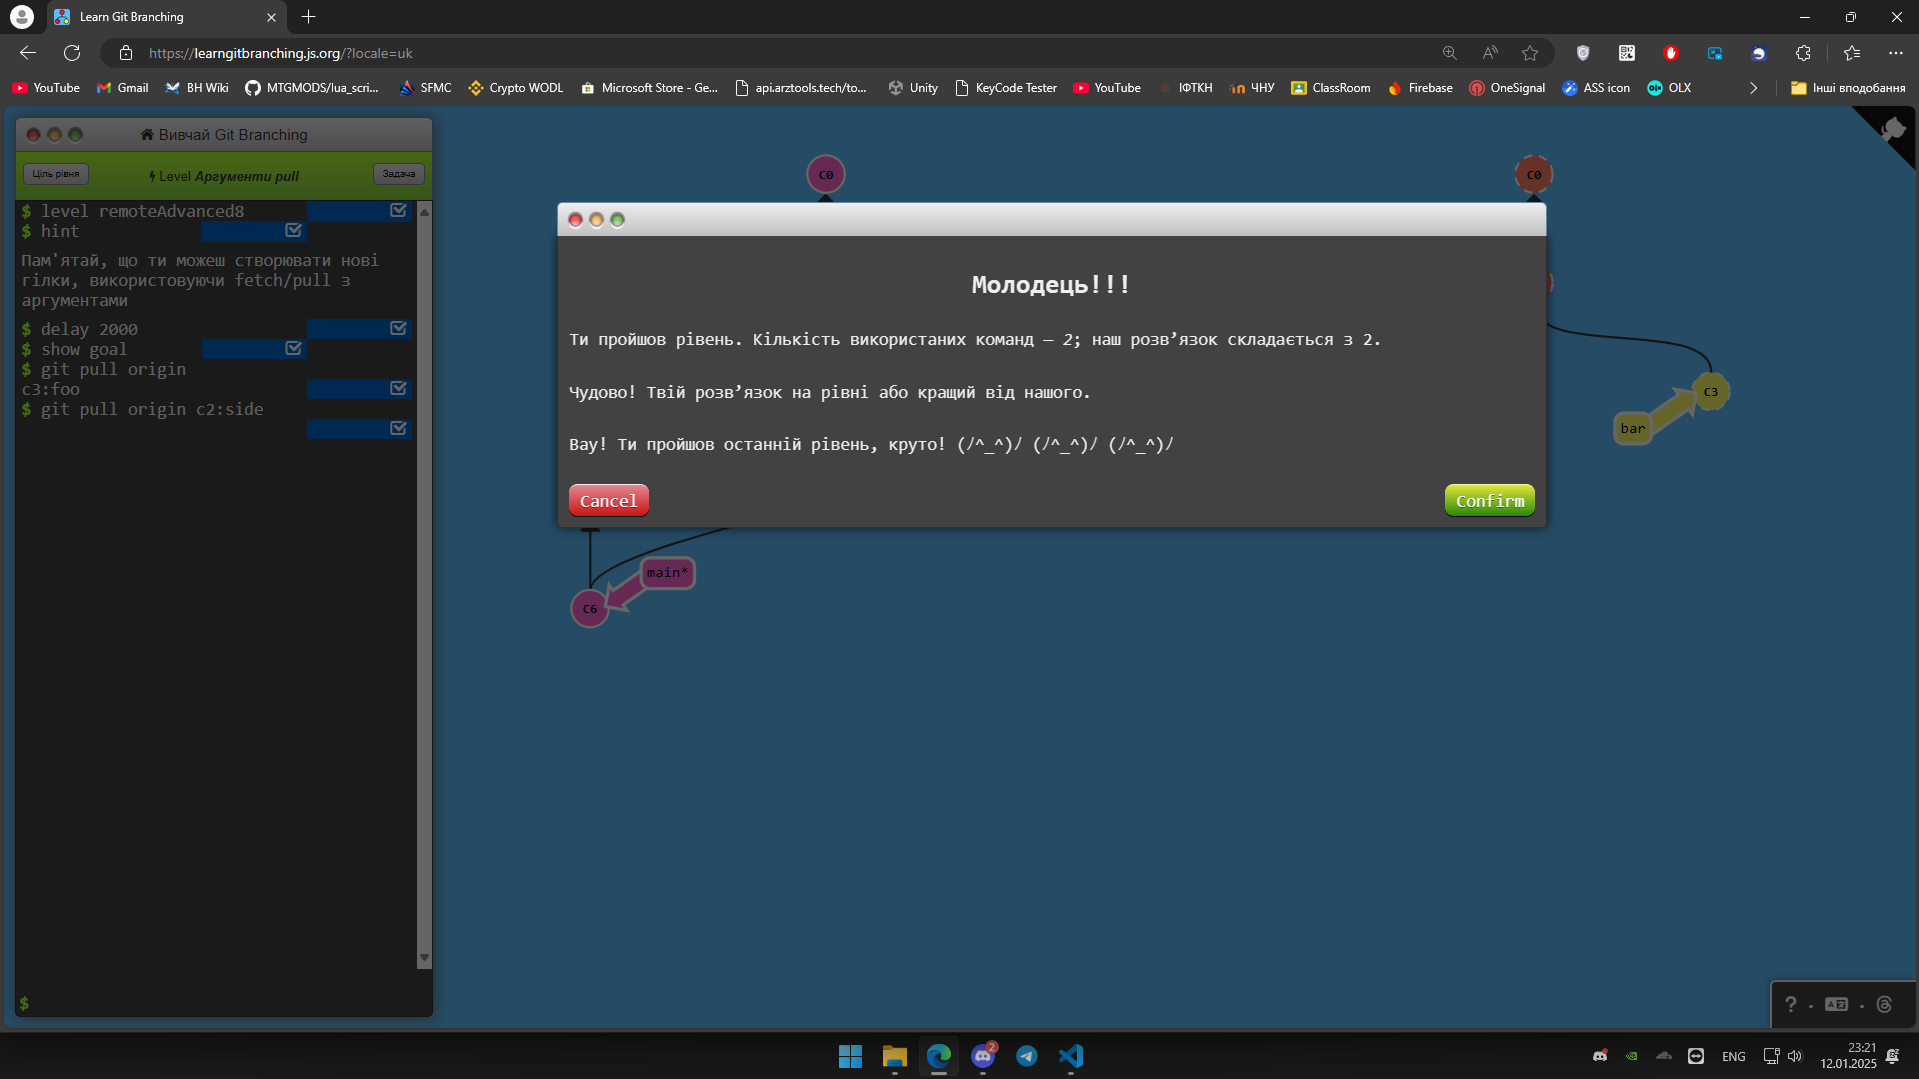 Learn Git Branching
https://learngitbranching.js.org/?locale=uk
YouTube
Gmail
BH Wiki
MTGMODS/lua_scri...
SFMC
Crypto WODL
Microsoft Store - Ge...
api.arztools.tech/to...
Unity
KeyCode Tester
YouTube
ІФТКН
ЧНУ
ClassRoom
Firebase
OneSignal
ASS icon
OLX
Інші вподобання
Вивчай Git Branching
Ціль рівня
Level Аргументи pull
Задача
$ level remoteAdvanced8
$ hint
Пам'ятай, що ти можеш створювати нові
гілки, використовуючи fetch/pull з
аргументами
$ delay 2000
$ show goal
$ git pull origin
c3:foo
$ git pull origin c2:side
$
C0
C0
Молодець!!!
Ти пройшов рівень. Кількість використаних команд — 2; наш розв’язок складається з 2.
Чудово! Твій розв’язок на рівні або кращий від нашого.
Вау! Ти пройшов останній рівень, круто! (/^_^)/ (/^_^)/ (/^_^)/
Cancel
Confirm
C3
bar
main*
C6
?
2
ENG
23:21
12.01.2025